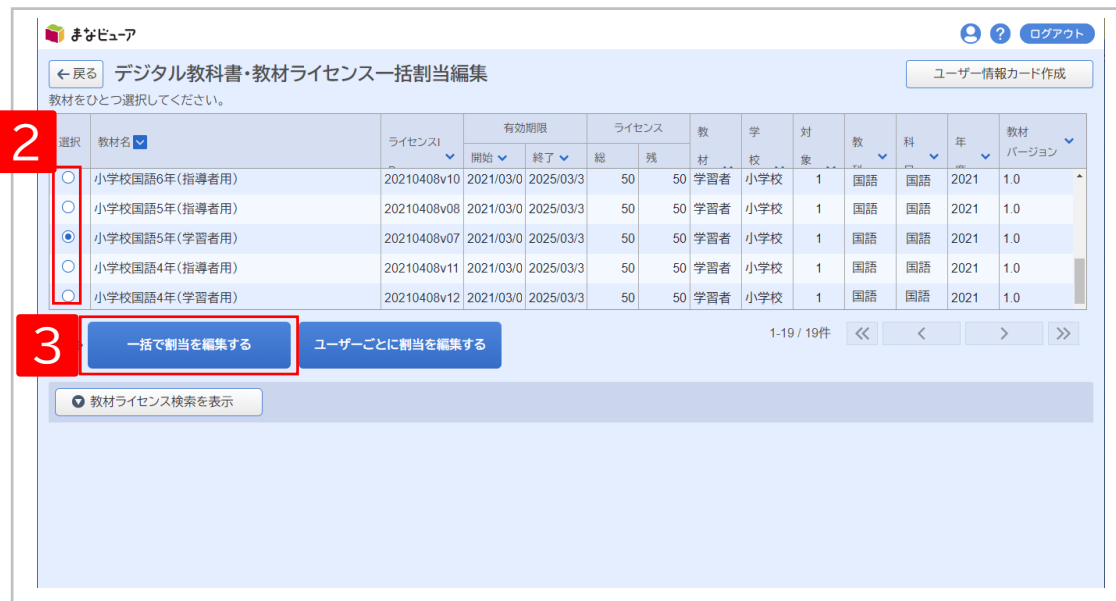 まなビューア ? ログアウト
←戻る デジタル教科書・教材ライセンス一括割当編集 ユーザー情報カード作成
教材をひとつ選択してください。
2
選択 教材名 ライセンスI 有効期限 開始 終了 ライセンス 総 残 教材 学校 対象 教 科 年 教材バージョン
小学校国語6年(指導者用) 20210408v10 2021/03/0 2025/03/3 50 50 学習者 小学校 1 国語 国語 2021 1.0
小学校国語5年(指導者用) 20210408v08 2021/03/0 2025/03/3 50 50 学習者 小学校 1 国語 国語 2021 1.0
小学校国語5年(学習者用) 20210408v07 2021/03/0 2025/03/3 50 50 学習者 小学校 1 国語 国語 2021 1.0
小学校国語4年(指導者用) 20210408v11 2021/03/0 2025/03/3 50 50 学習者 小学校 1 国語 国語 2021 1.0
小学校国語4年(学習者用) 20210408v12 2021/03/0 2025/03/3 50 50 学習者 小学校 1 国語 国語 2021 1.0
3 一括で割当を編集する ユーザーごとに割当を編集する 1-19 / 19件 << < > >>
教材ライセンス検索を表示